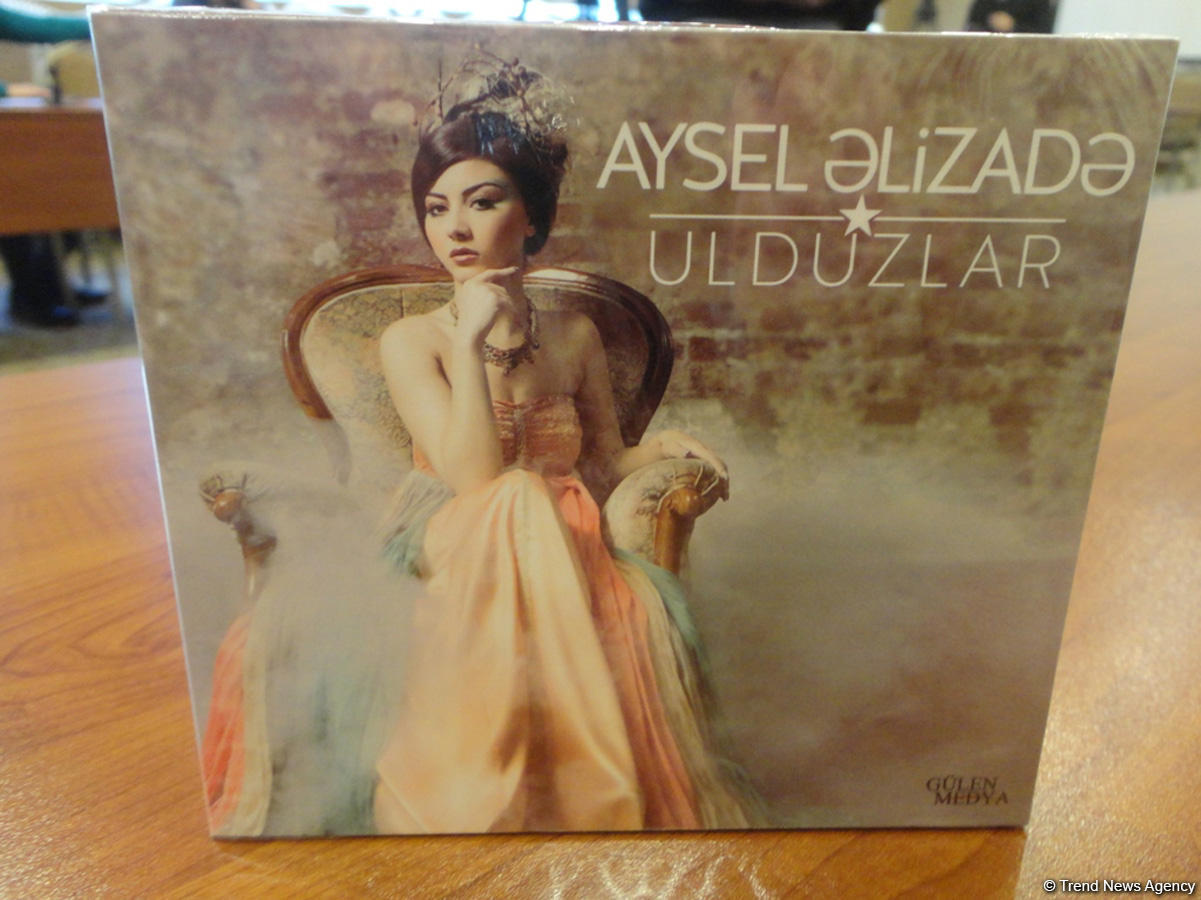 AYSEL ƏLİZADƏ
ULDUZLAR
GÜLEN
MEDYA
© Trend News Agency